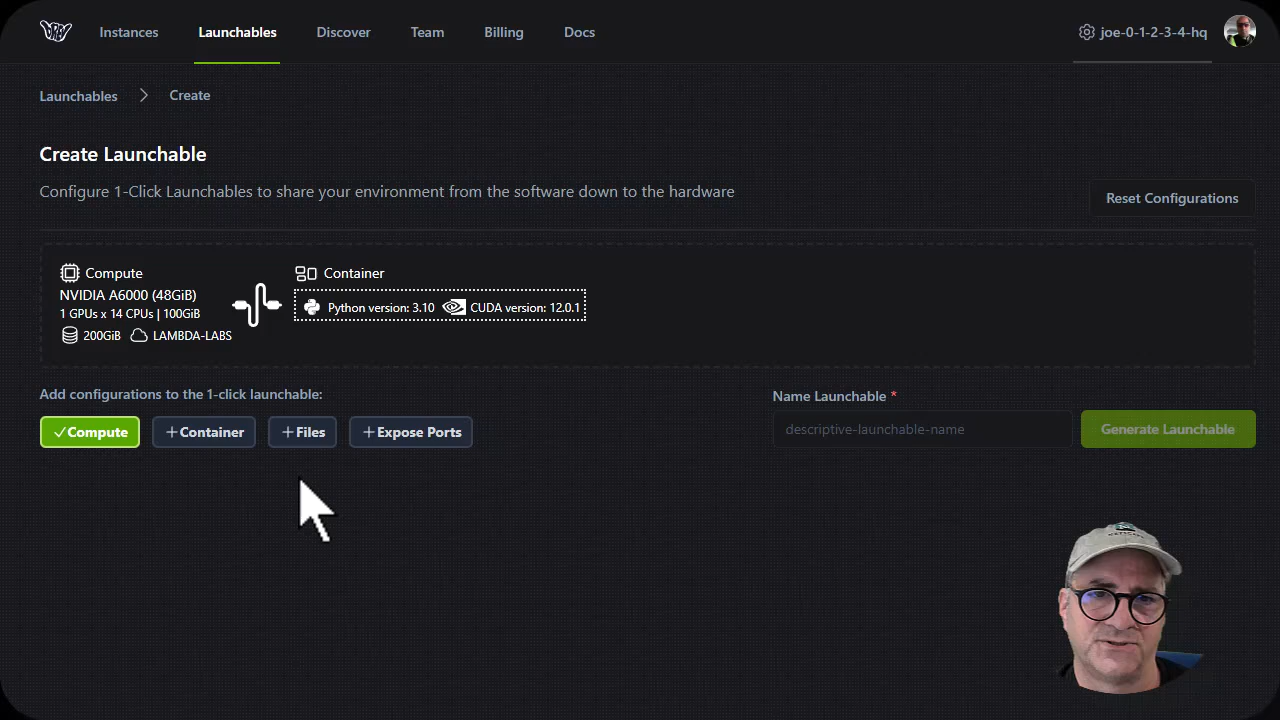 Instances Launchables Discover Team Billing Docs joe-0-1-2-3-4-hq
Launchables Create
Create Launchable
Configure 1-Click Launchables to share your environment from the software down to the hardware
Reset Configurations
Compute
NVIDIA A6000 (48GiB)
1 GPUs x 14 CPUs | 100GiB
200GiB LAMBDA-LABS
Container
Python version: 3.10 CUDA version: 12.0.1
Add configurations to the 1-click launchable:
Compute +Container +Files +Expose Ports
Name Launchable *
descriptive-launchable-name
Generate Launchable